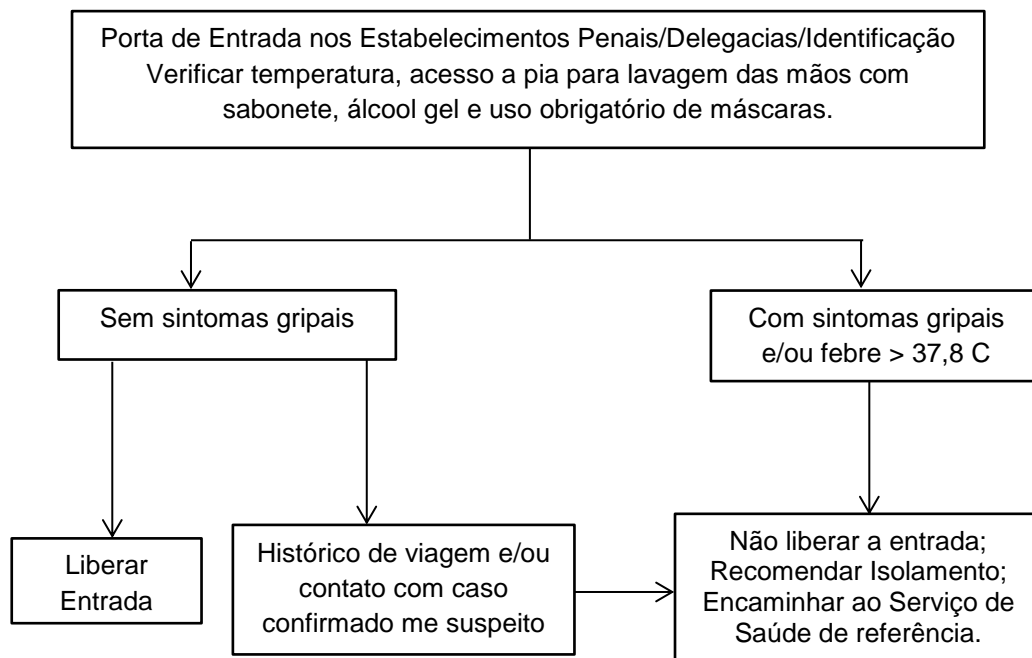 Porta de Entrada nos Estabelecimentos Penais/Delegacias/Identificação
Verificar temperatura, acesso a pia para lavagem das mãos com
sabonete, álcool gel e uso obrigatório de máscaras.
Sem sintomas gripais
Com sintomas gripais
e/ou febre > 37,8 C
Liberar
Entrada
Histórico de viagem e/ou
contato com caso
confirmado me suspeito
Não liberar a entrada;
Recomendar Isolamento;
Encaminhar ao Serviço de
Saúde de referência.